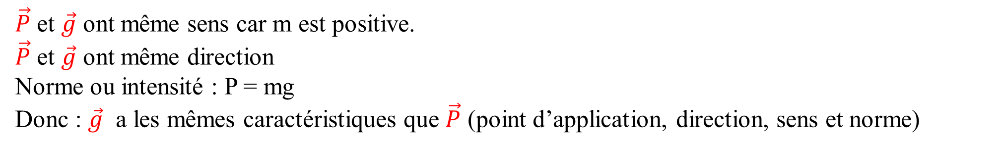 \vec{P} et \vec{g} ont même sens car m est positive.
\vec{P} et \vec{g} ont même direction
Norme ou intensité : P = mg
Donc : \vec{g} a les mêmes caractéristiques que \vec{P} (point d’application, direction, sens et norme)